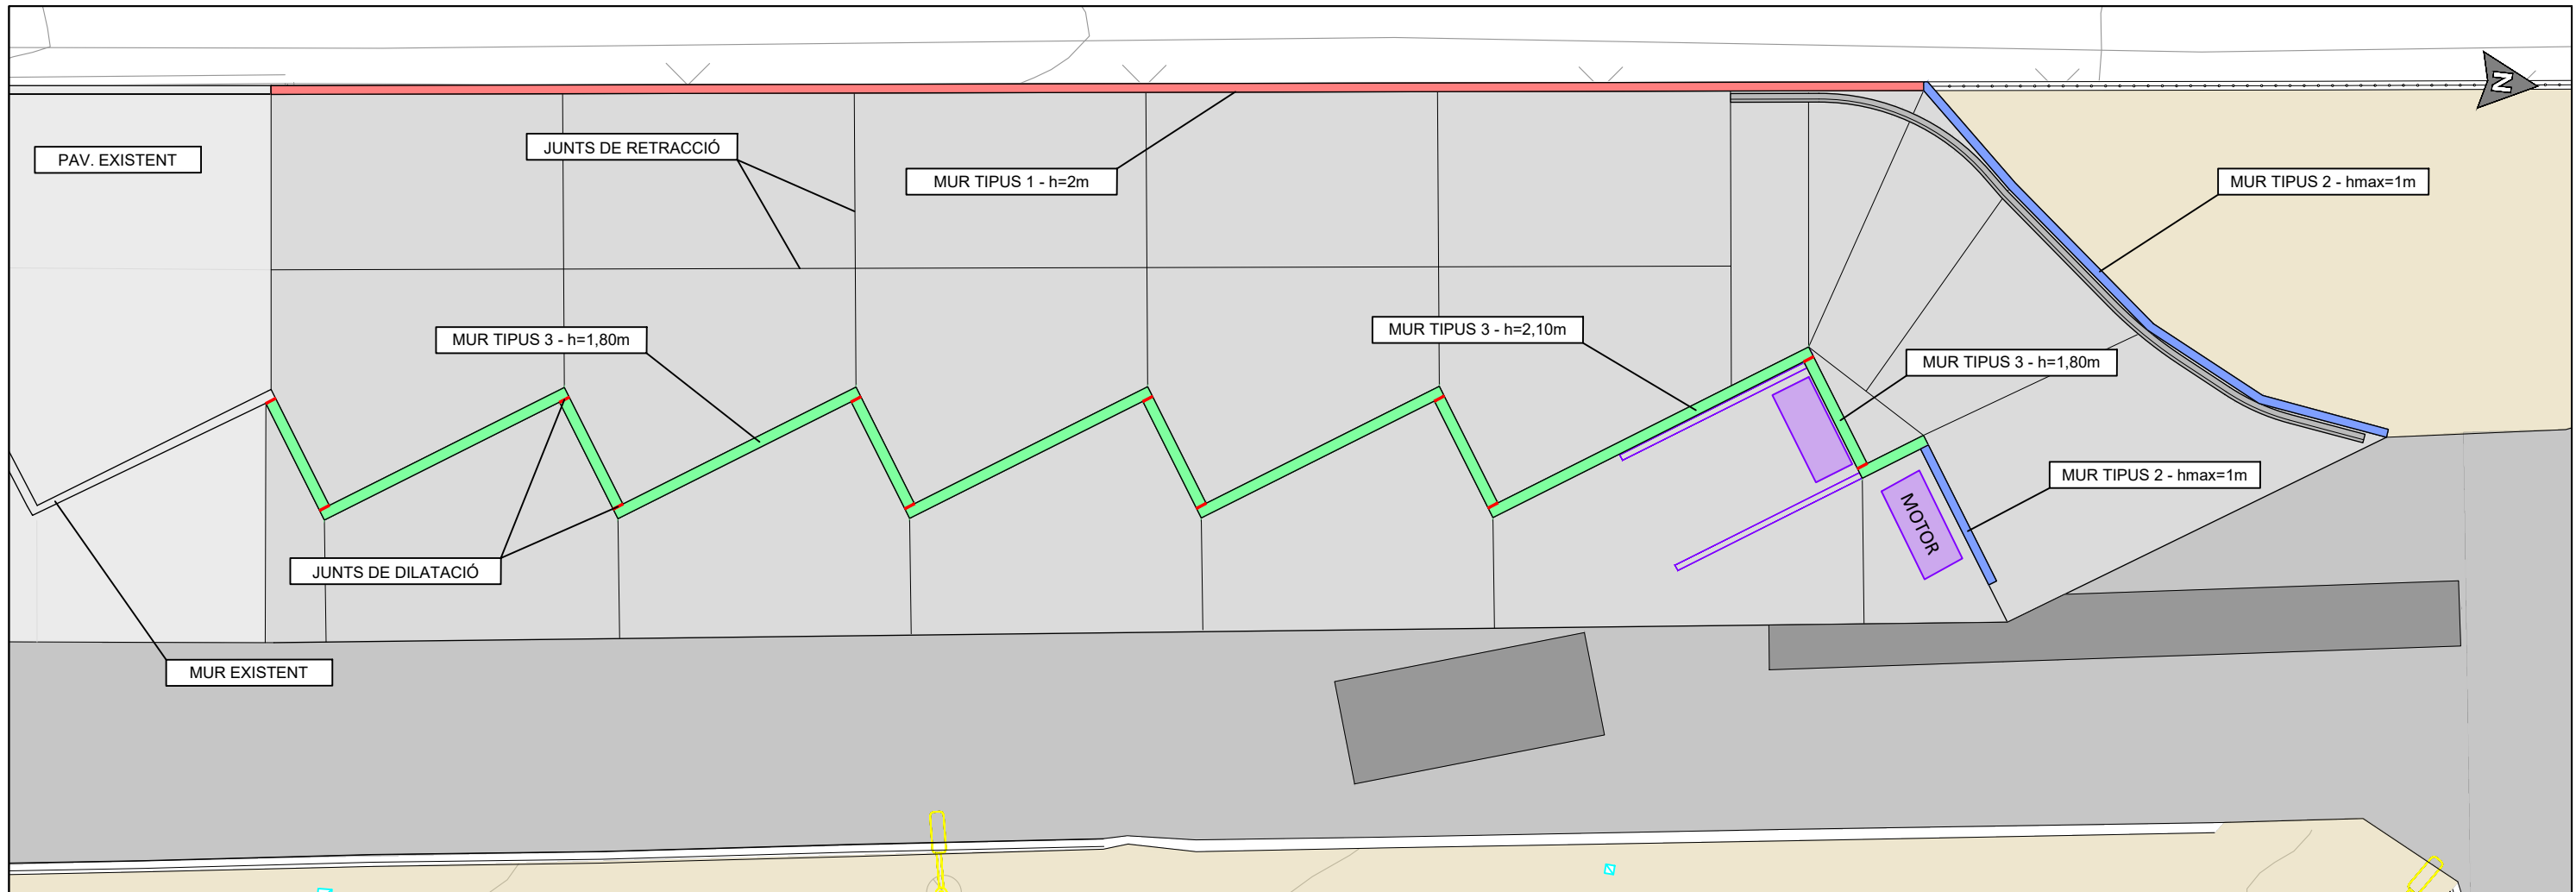 N
PAV. EXISTENT
JUNTS DE RETRACCIÓ
MUR TIPUS 1 - h=2m
MUR TIPUS 2 - hmax=1m
MUR TIPUS 3 - h=1,80m
MUR TIPUS 3 - h=2,10m
MUR TIPUS 3 - h=1,80m
MUR TIPUS 2 - hmax=1m
MOTOR
JUNTS DE DILATACIÓ
MUR EXISTENT